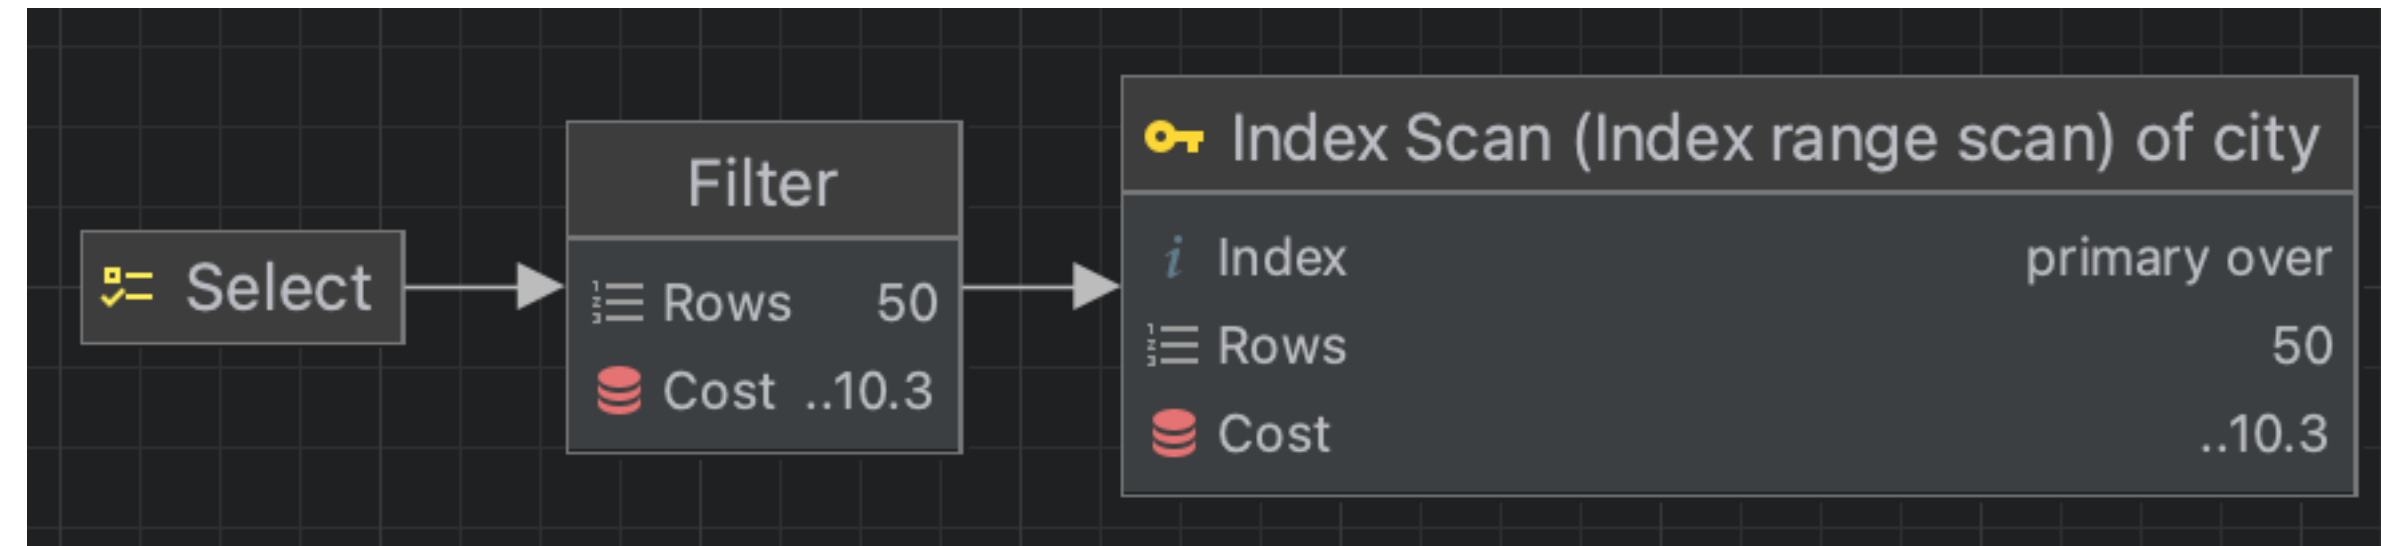 Select
Filter
Rows 50
Cost ..10.3
Index Scan (Index range scan) of city
i Index primary over
Rows 50
Cost ..10.3